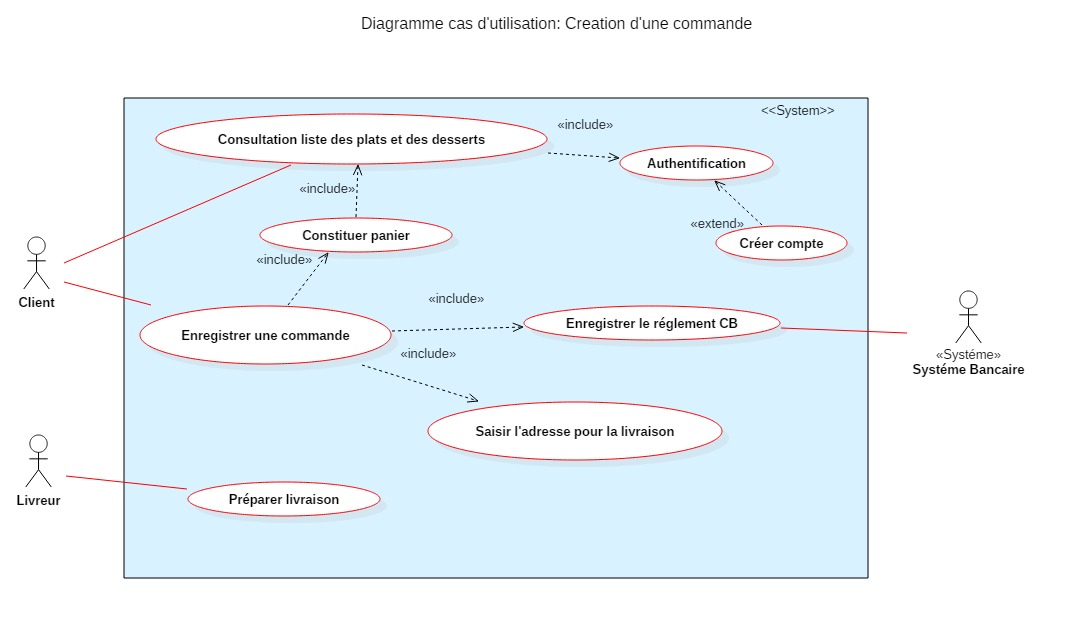 Diagramme cas d'utilisation: Creation d'une commande
<<System>>
Consultation liste des plats et des desserts
«include»
Authentification
«include»
«extend»
Constituer panier
Créer compte
«include»
Client
Enregistrer une commande
«include»
Enregistrer le réglement CB
«include»
«Systéme»
Systéme Bancaire
Saisir l'adresse pour la livraison
Livreur
Préparer livraison